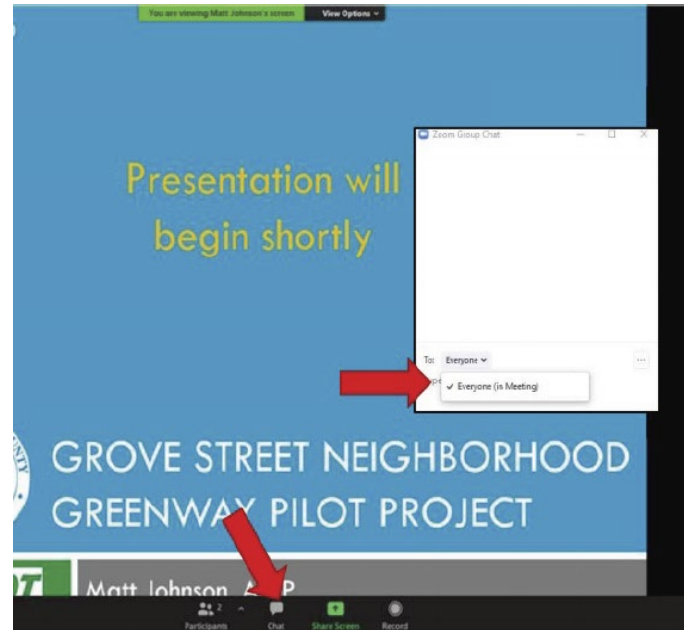 You are viewing Matt Johnson's screen View Options
Presentation will
begin shortly
Zoom Group Chat
To: Everyone
Everyone (in Meeting)
GROVE STREET NEIGHBORHOOD
GREENWAY PILOT PROJECT
Matt Johnson
2
Participants Chat Share Screen Record